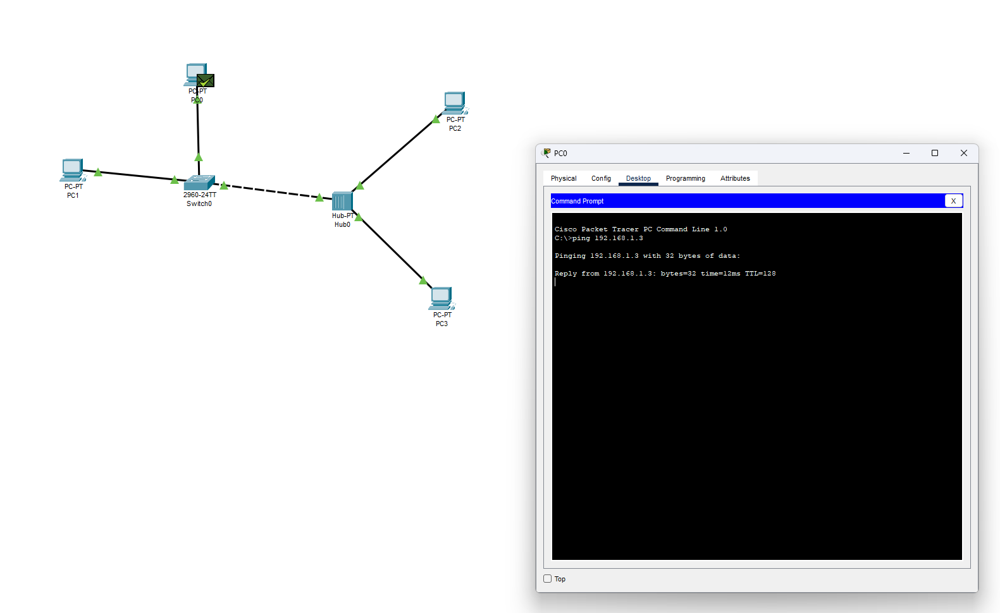 PC-PT
PC0
PC-PT
PC1
2960-24TT
Switch0
Hub-PT
Hub0
PC-PT
PC2
PC-PT
PC3
PC0
Physical Config Desktop Programming Attributes
Command Prompt X
Cisco Packet Tracer PC Command Line 1.0
C:\>ping 192.168.1.3
Pinging 192.168.1.3 with 32 bytes of data:
Reply from 192.168.1.3: bytes=32 time=12ms TTL=128
Top